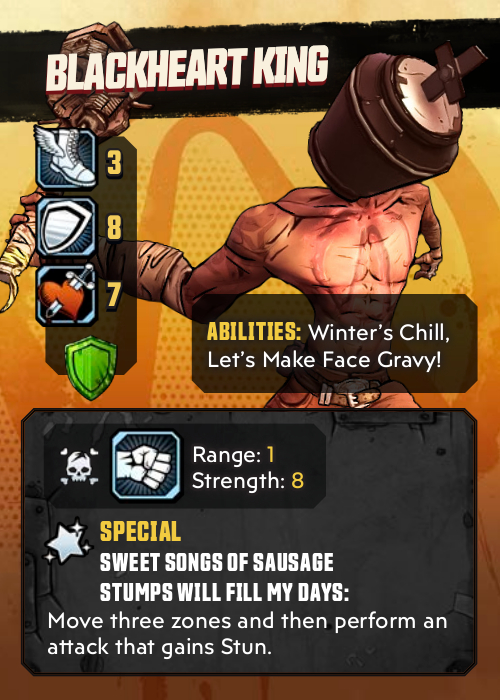 BLACKHEART KING
3
8
7
ABILITIES: Winter's Chill,
Let's Make Face Gravy!
Range: 1
Strength: 8
SPECIAL
SWEET SONGS OF SAUSAGE
STUMPS WILL FILL MY DAYS:
Move three zones and then perform an
attack that gains Stun.